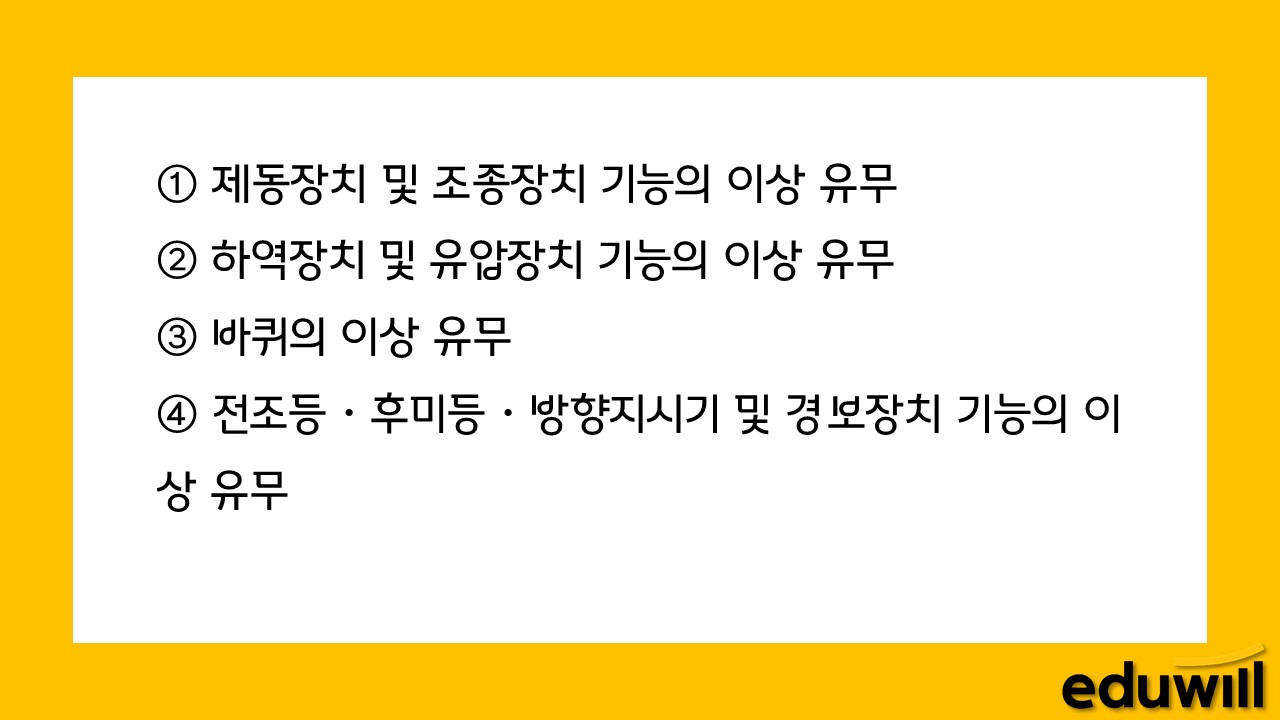 ① 제동장치 및 조종장치 기능의 이상 유무
② 하역장치 및 유압장치 기능의 이상 유무
③ 바퀴의 이상 유무
④ 전조등 · 후미등 · 방향지시기 및 경보장치 기능의 이
상 유무
eduwill